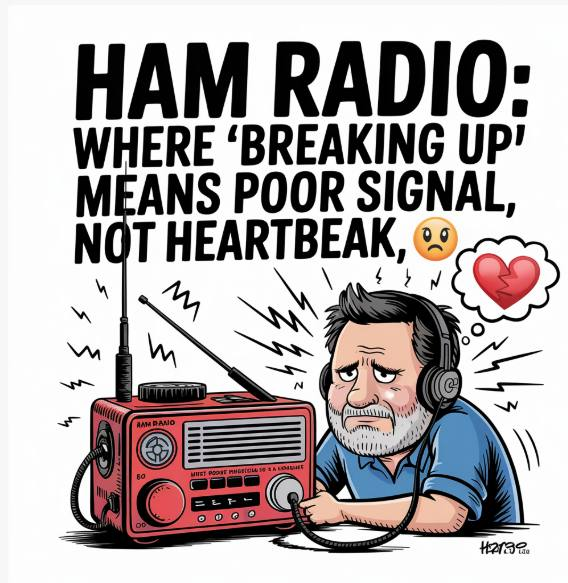 HAM RADIO:
WHERE ‘BREAKING UP’
MEANS POOR SIGNAL,
NOT HEARTBEAK,
HAM RADIO